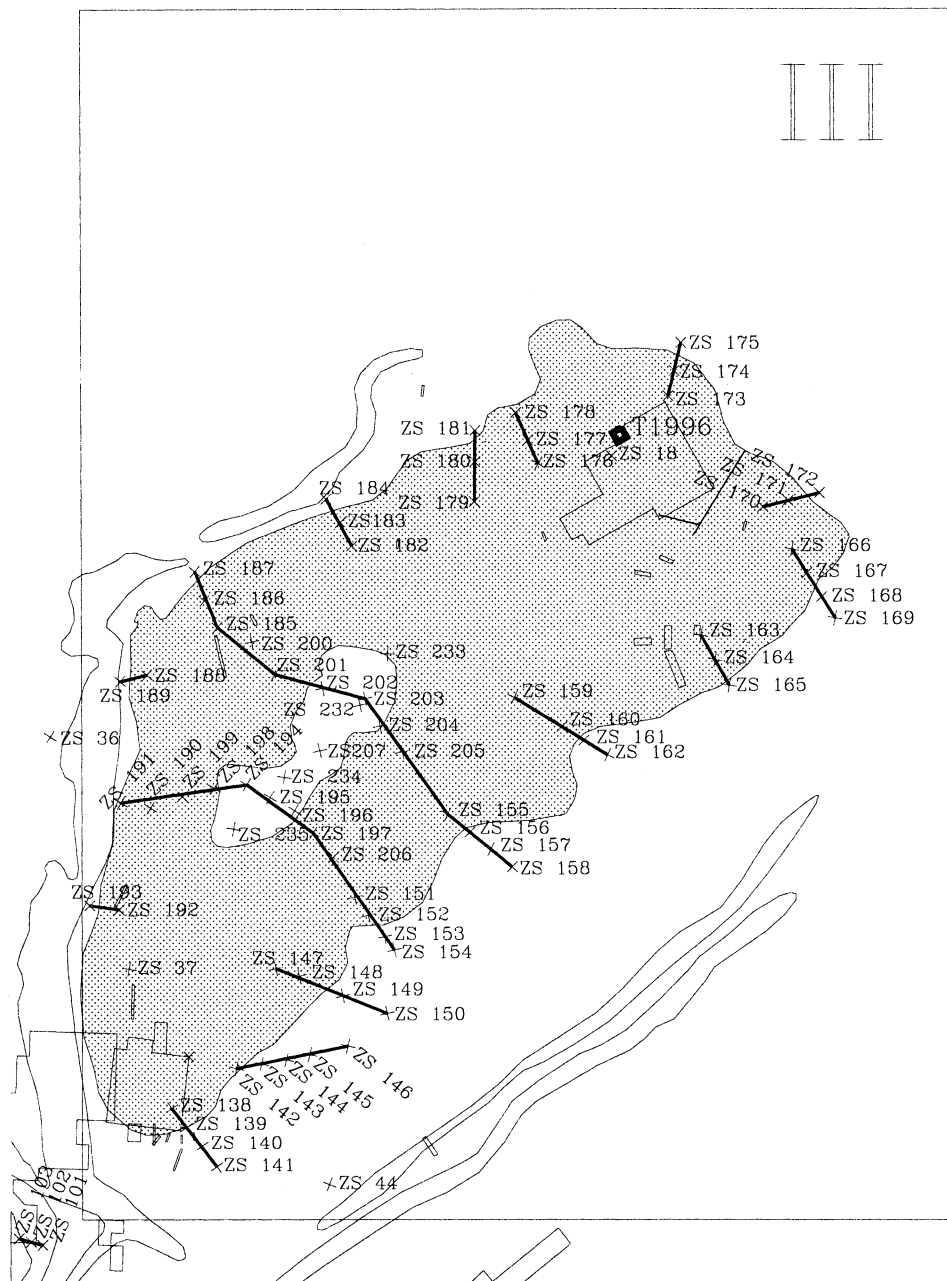 III
ZS 175
ZS 174
ZS 173
ZS 178
T1996
ZS 181
ZS 177
ZS 18
ZS 180
ZS 176
ZS 172
ZS 171
ZS 170
ZS 184
ZS 179
ZS183
ZS 182
ZS 166
ZS 187
ZS 167
ZS 186
ZS 168
ZS 185
ZS 169
ZS 200
ZS 163
ZS 233
ZS 164
ZS 201
ZS 188
ZS 165
ZS 189
ZS 202
ZS 159
ZS 203
ZS 232
ZS 204
ZS 160
ZS 36
ZS 161
ZS207
ZS 205
ZS 162
ZS 191
ZS 190
ZS 199
ZS 198
ZS 194
ZS 234
ZS 195
ZS 196
ZS 155
ZS 235
ZS 197
ZS 156
ZS 206
ZS 157
ZS 158
ZS 193
ZS 151
ZS 192
ZS 152
ZS 153
ZS 154
ZS 147
ZS 37
ZS 148
ZS 149
ZS 150
ZS 146
ZS 145
ZS 144
ZS 143
ZS 142
ZS 138
ZS 139
ZS 140
ZS 141
ZS 44
ZS 103
ZS 102
ZS 101